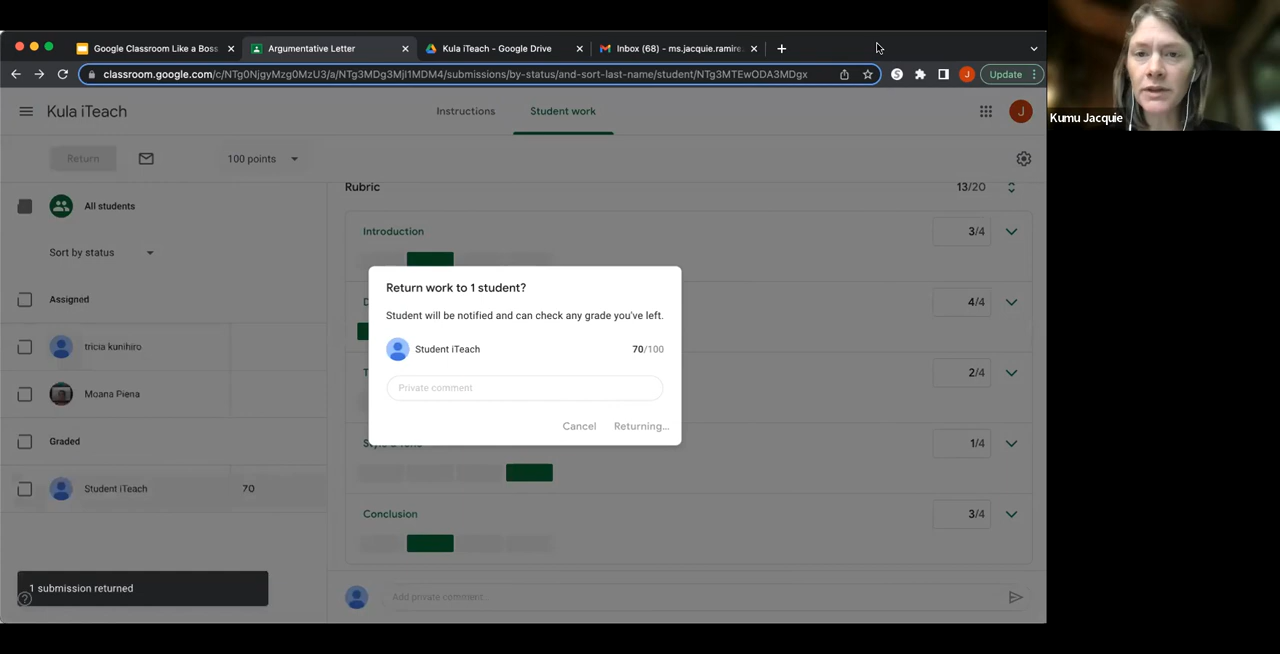 Google Classroom Like a Boss
Argumentative Letter
Kula iTeach - Google Drive
Inbox (68) - ms.jacquie.ramire
Kumu Jacquie
classroom.google.com/c/NTg0NjgyMzg0MzU3/a/NTg3MDg3MjI1MDM4/submissions/by-status/and-sort-last-name/student/NTg3MTEwODA3MDgx
S
J
Update
Kula iTeach
Instructions
Student work
J
Return
100 points
Rubric
13/20
All students
Introduction
3/4
Sort by status
Return work to 1 student?
Assigned
D
4/4
Student will be notified and can check any grade you've left.
tricia kunihiro
Student iTeach
70/100
T
2/4
Moana Piena
Private comment
Cancel
Returning...
Graded
1/4
Student iTeach
70
Conclusion
3/4
1 submission returned
Add private comment...